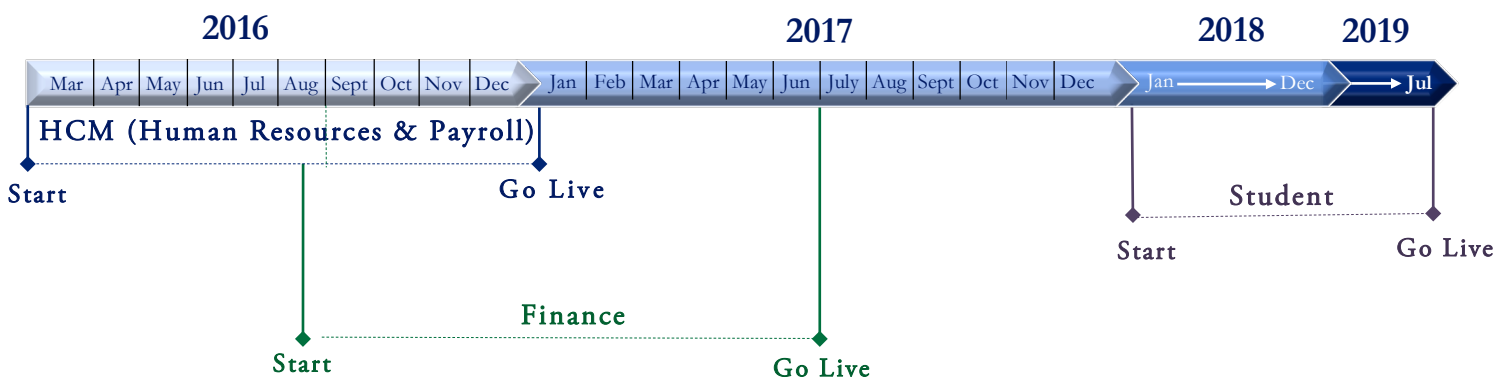 2016 2017 2018 2019
Mar Apr May Jun Jul Aug Sept Oct Nov Dec Jan Feb Mar Apr May Jun July Aug Sept Oct Nov Dec Jan Dec Jul
HCM (Human Resources & Payroll)
Start Go Live
Student
Start Go Live
Finance
Start Go Live